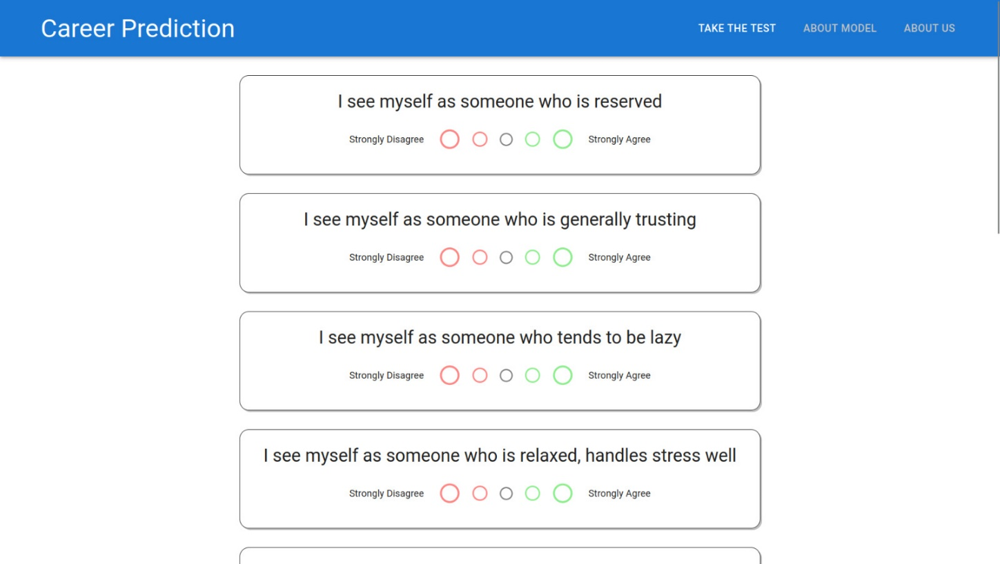 Career Prediction
TAKE THE TEST
ABOUT MODEL
ABOUT US
I see myself as someone who is reserved
Strongly Disagree
Strongly Agree
I see myself as someone who is generally trusting
Strongly Disagree
Strongly Agree
I see myself as someone who tends to be lazy
Strongly Disagree
Strongly Agree
I see myself as someone who is relaxed, handles stress well
Strongly Disagree
Strongly Agree